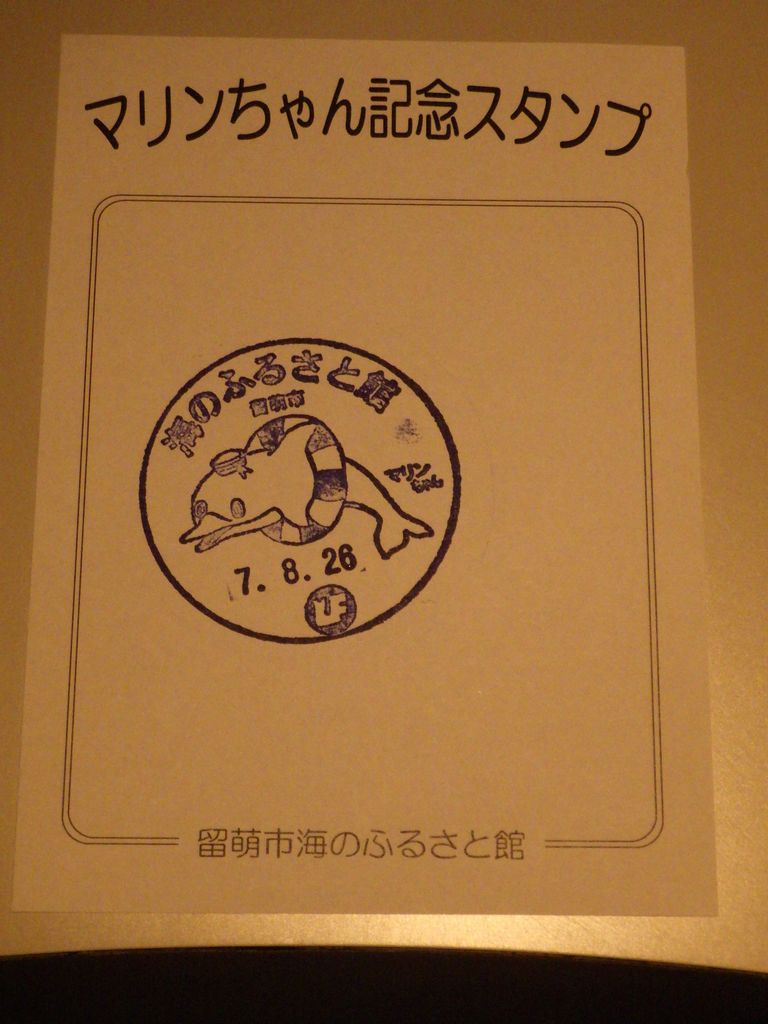 マリンちゃん記念スタンプ
海のふるさと館
留萌市
マリン
ちゃん
7. 8. 26
留萌市海のふるさと館